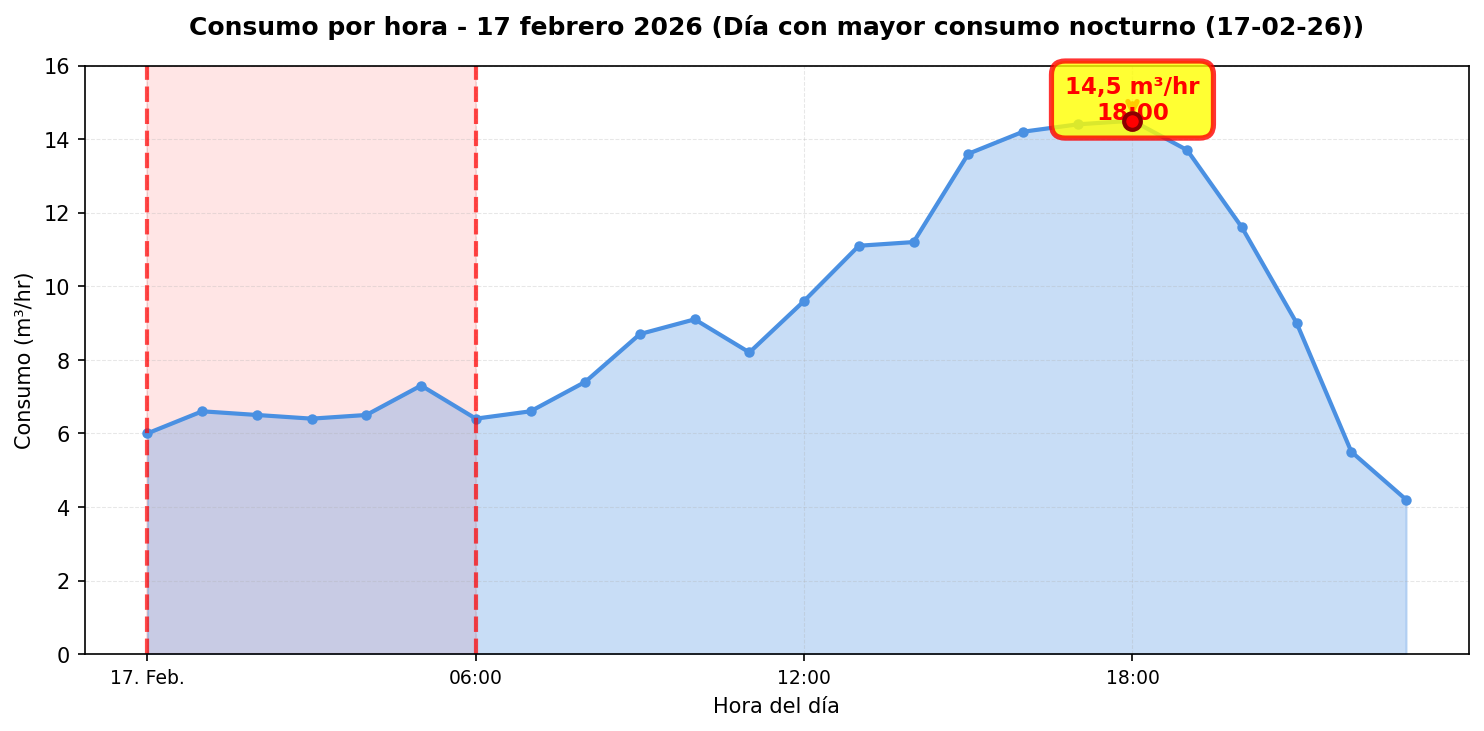 Consumo por hora - 17 febrero 2026 (Día con mayor consumo nocturno (17-02-26))
14,5 m³/hr
18:00
Consumo (m³/hr)
16
14
12
10
8
6
4
2
0
17. Feb.
06:00
12:00
18:00
Hora del día